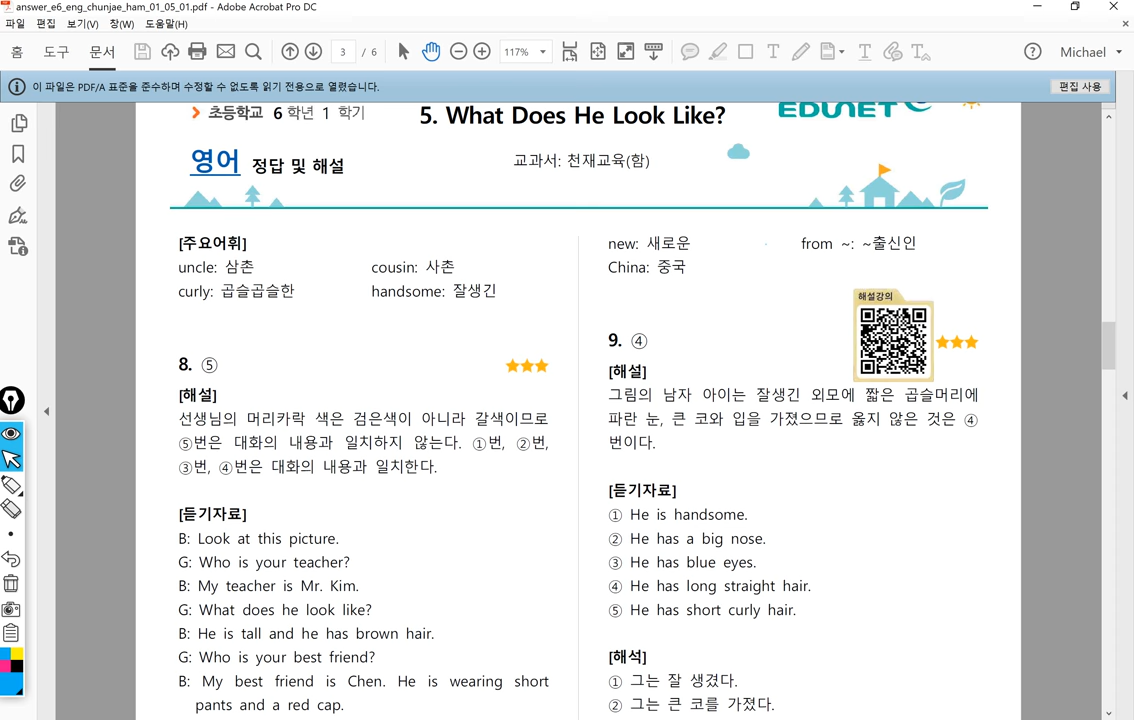 answer_e6_eng_chunjae_ham_01_05_01.pdf - Adobe Acrobat Pro DC
파일 편집 보기(V) 창(W) 도움말(H)
홈 도구 문서 3 / 6 117% Michael
이 파일은 PDF/A 표준을 준수하며 수정할 수 없도록 읽기 전용으로 열렸습니다. 편집 사용
초등학교 6학년 1 학기 5. What Does He Look Like? EDUNET
영어 정답 및 해설 교과서: 천재교육(함)
[주요어휘]
uncle: 삼촌 cousin: 사촌
curly: 곱슬곱슬한 handsome: 잘생긴
8. ⑤ ★★★
[해설]
선생님의 머리카락 색은 검은색이 아니라 갈색이므로
⑤번은 대화의 내용과 일치하지 않는다. ①번, ②번,
③번, ④번은 대화의 내용과 일치한다.
[듣기자료]
B: Look at this picture.
G: Who is your teacher?
B: My teacher is Mr. Kim.
G: What does he look like?
B: He is tall and he has brown hair.
G: Who is your best friend?
B: My best friend is Chen. He is wearing short
pants and a red cap.
new: 새로운 from ~: ~출신인
China: 중국
해설강의
9. ④ ★★★
[해설]
그림의 남자 아이는 잘생긴 외모에 짧은 곱슬머리에
파란 눈, 큰 코와 입을 가졌으므로 옳지 않은 것은 ④
번이다.
[듣기자료]
① He is handsome.
② He has a big nose.
③ He has blue eyes.
④ He has long straight hair.
⑤ He has short curly hair.
[해석]
① 그는 잘 생겼다.
② 그는 큰 코를 가졌다.